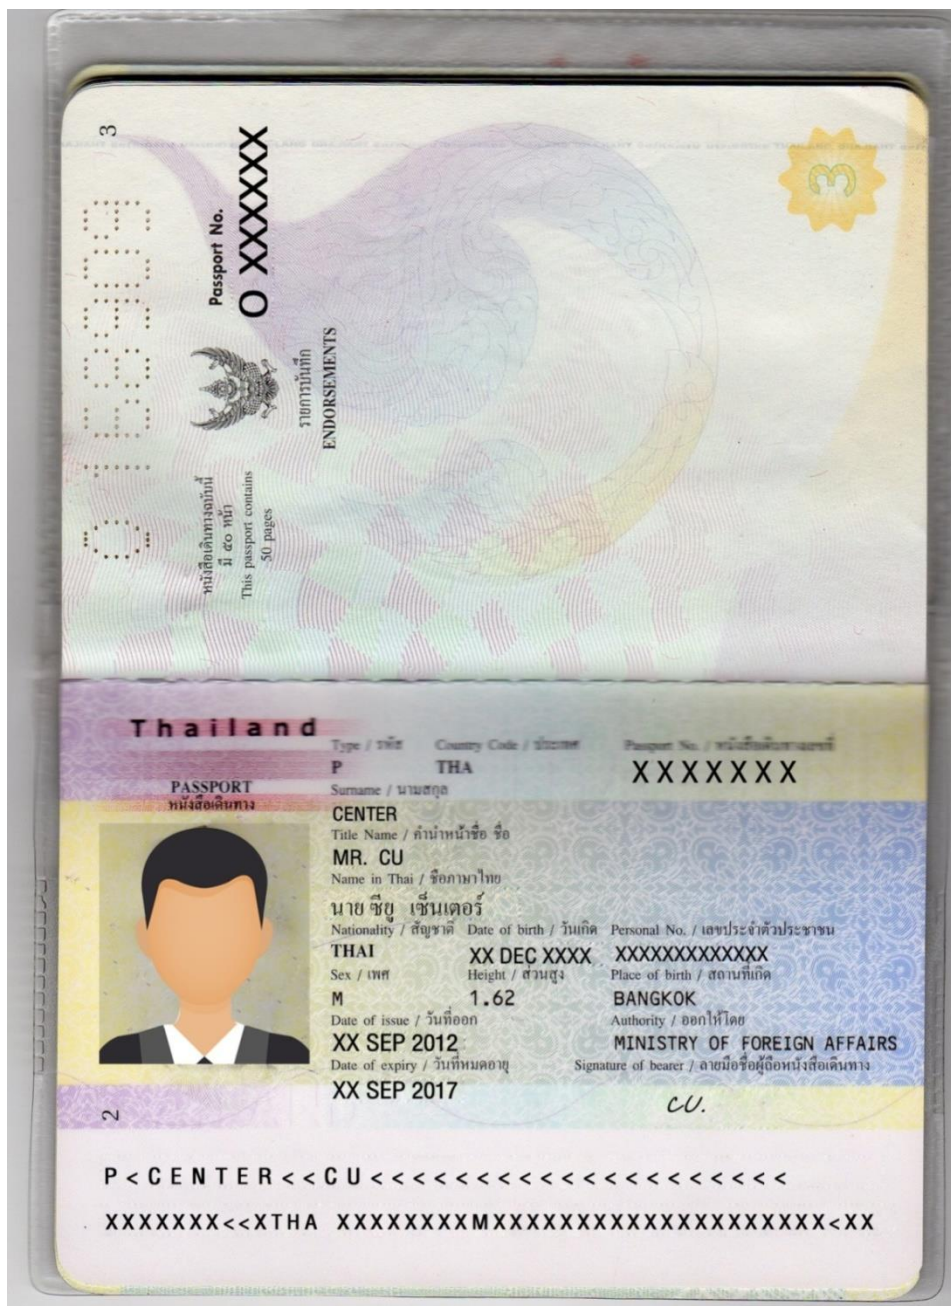 3
Passport No.
O XXXXXX
รายการบันทึก
ENDORSEMENTS
หนังสือเดินทางฉบับนี้
มี ๕๐ หน้า
This passport contains
50 pages
๓
Thailand
Type / รหัส Country Code / ประเทศ Passport No. / หนังสือเดินทางเลขที่
P THA XXXXXXX
PASSPORT
หนังสือเดินทาง
Surname / นามสกุล
CENTER
Title Name / คำนำหน้าชื่อ ชื่อ
MR. CU
Name in Thai / ชื่อภาษาไทย
นาย ซียู เซ็นเตอร์
Nationality / สัญชาติ Date of birth / วันเกิด Personal No. / เลขประจำตัวประชาชน
THAI XX DEC XXXX XXXXXXXXXXXXX
Sex / เพศ Height / ส่วนสูง Place of birth / สถานที่เกิด
M 1.62 BANGKOK
Date of issue / วันที่ออก Authority / ออกให้โดย
XX SEP 2012 MINISTRY OF FOREIGN AFFAIRS
Date of expiry / วันที่หมดอายุ Signature of bearer / ลายมือชื่อผู้ถือหนังสือเดินทาง
XX SEP 2017 CU.
2
P<CENTER<<CU<<<<<<<<<<<<<<<<<<<<<
XXXXXXX<<XTHA XXXXXXXXMXXXXXXXXXXXXXXXXXXXX<XX